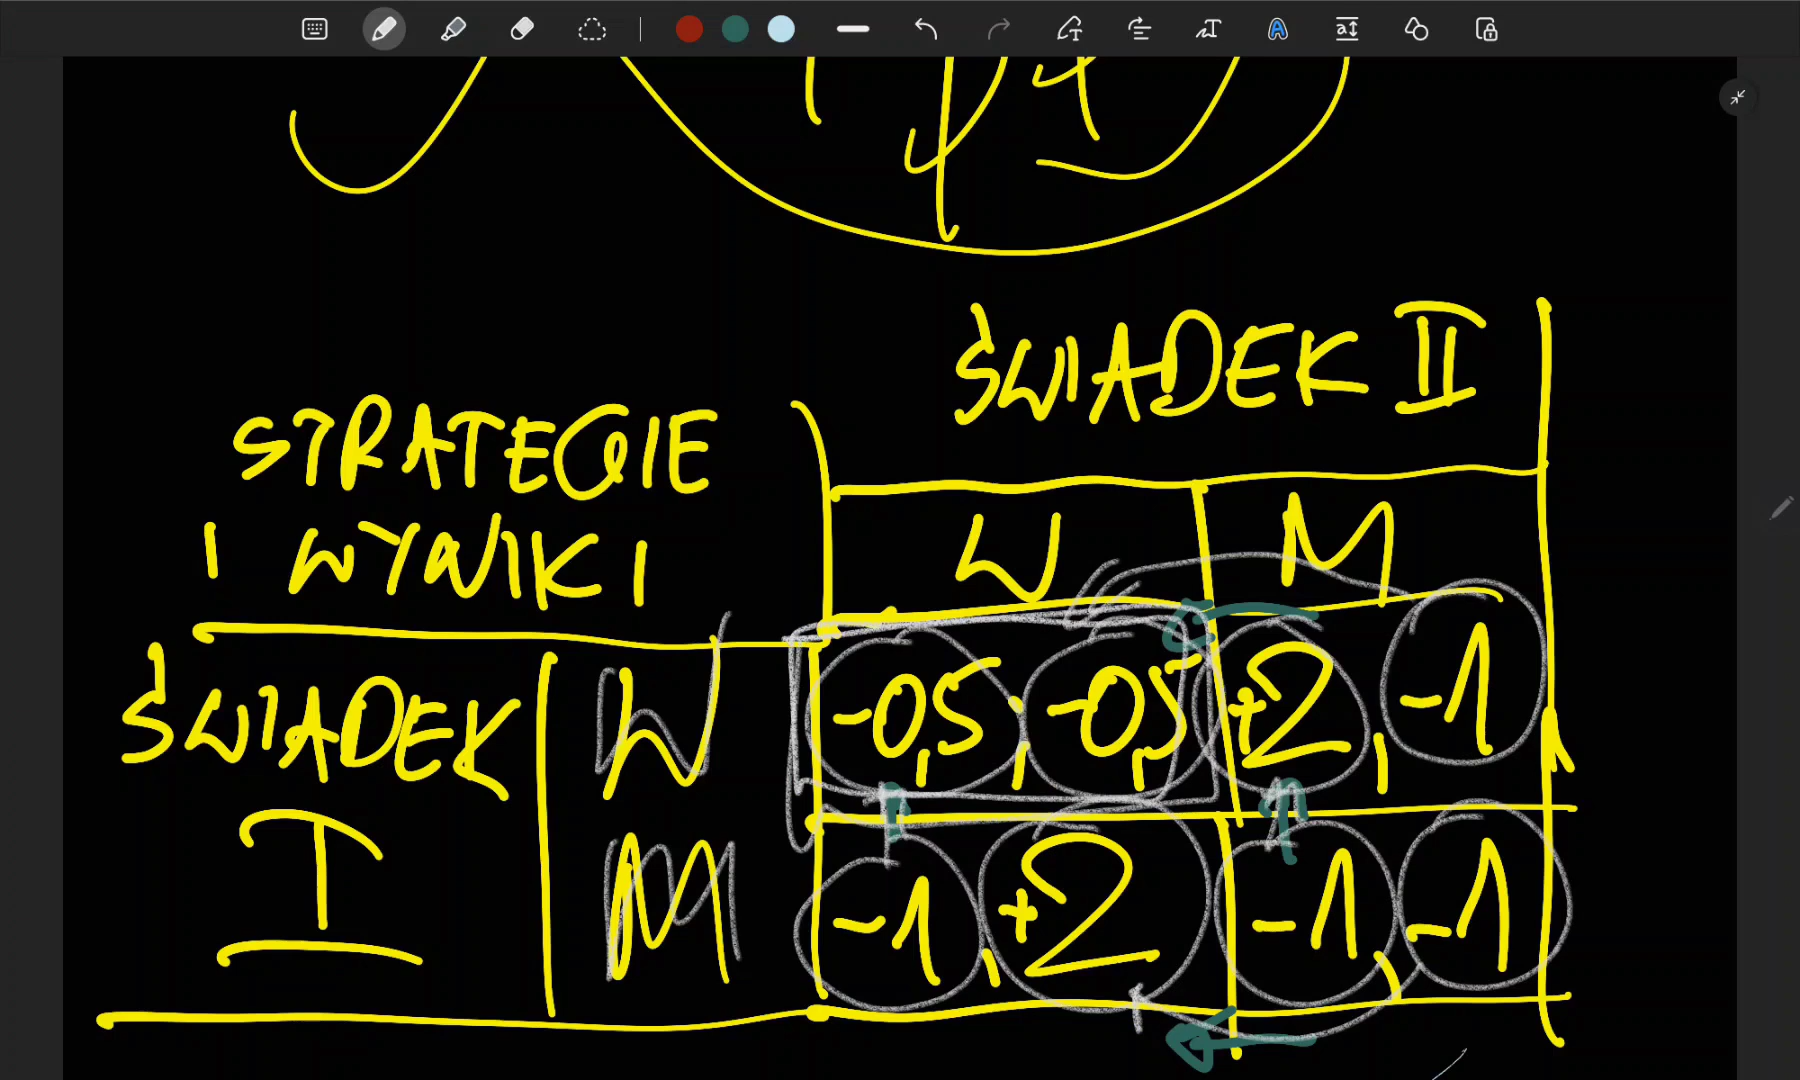 ŚWIADEK II
STRATEGIE
I WYNIKI
W M
ŚWIADEK
I
W -0,5, -0,5 +2, -1
M -1, +2 -1, -1